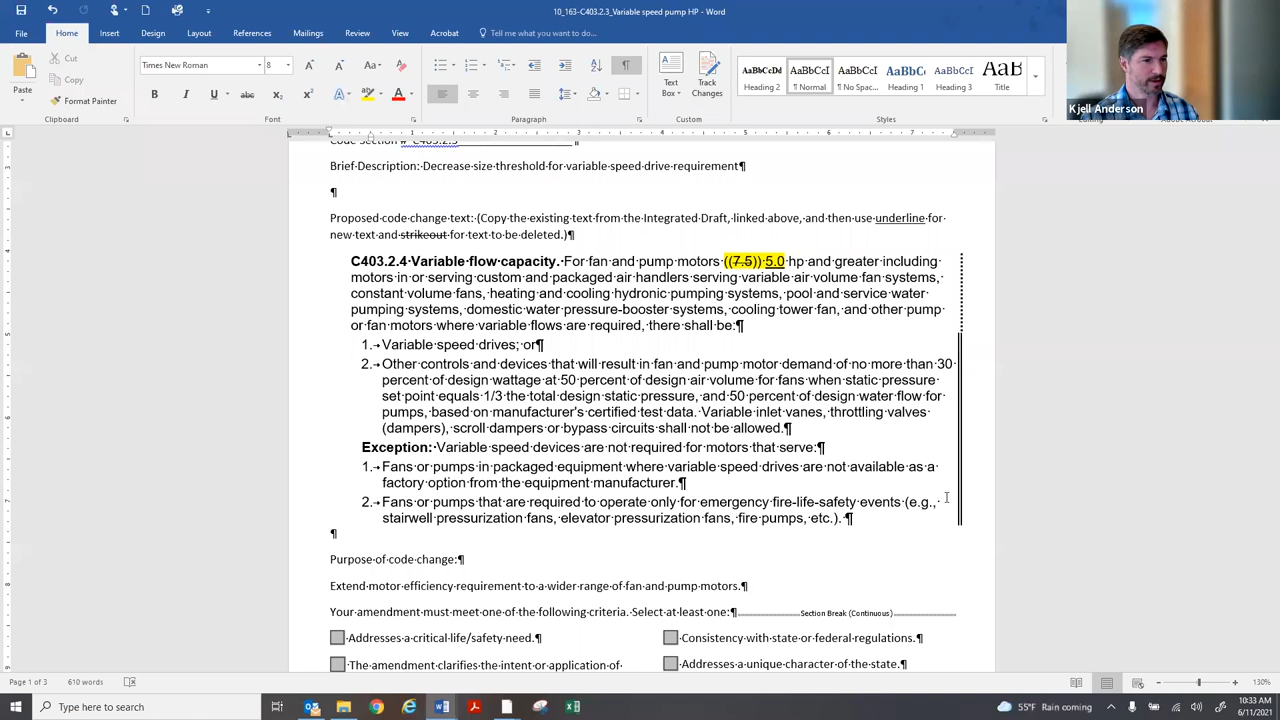 10_163-C403.2.3_Variable speed pump HP - Word
File Home Insert Design Layout References Mailings Review View Acrobat Tell me what you want to do...
Paste
Cut
Copy
Format Painter
Clipboard
Times New Roman 8
Font
Paragraph
Text Box
Track Changes
Custom
AaBbCcDd AaBbCcI AaBbCcI AaBbC AaBbCcI AaB
Heading 2 ¶ Normal ¶ No Spac... Heading 1 Heading 3 Title
Styles
Kjell Anderson
Code Section # C403.2.3 ¶
Brief Description: Decrease size threshold for variable speed drive requirement¶
¶
Proposed code change text: (Copy the existing text from the Integrated Draft, linked above, and then use underline for
new text and strikeout for text to be deleted.)¶
C403.2.4 Variable flow capacity. For fan and pump motors ((7.5)) 5.0 hp and greater including
motors in or serving custom and packaged air handlers serving variable air volume fan systems,
constant volume fans, heating and cooling hydronic pumping systems, pool and service water
pumping systems, domestic water pressure-booster systems, cooling tower fan, and other pump
or fan motors where variable flows are required, there shall be:¶
1. Variable speed drives; or¶
2. Other controls and devices that will result in fan and pump motor demand of no more than 30
percent of design wattage at 50 percent of design air volume for fans when static pressure
set point equals 1/3 the total design static pressure, and 50 percent of design water flow for
pumps, based on manufacturer's certified test data. Variable inlet vanes, throttling valves
(dampers), scroll dampers or bypass circuits shall not be allowed.¶
Exception: Variable speed devices are not required for motors that serve:¶
1. Fans or pumps in packaged equipment where variable speed drives are not available as a
factory option from the equipment manufacturer.¶
2. Fans or pumps that are required to operate only for emergency fire-life-safety events (e.g.,
stairwell pressurization fans, elevator pressurization fans, fire pumps, etc.). ¶
¶
Purpose of code change:¶
Extend motor efficiency requirement to a wider range of fan and pump motors.¶
Your amendment must meet one of the following criteria. Select at least one:¶ Section Break (Continuous)
Addresses a critical life/safety need.¶
Consistency with state or federal regulations.¶
The amendment clarifies the intent or application of
Addresses a unique character of the state.¶
Page 1 of 3 610 words 130%
Type here to search
55°F Rain coming
10:33 AM
6/11/2021